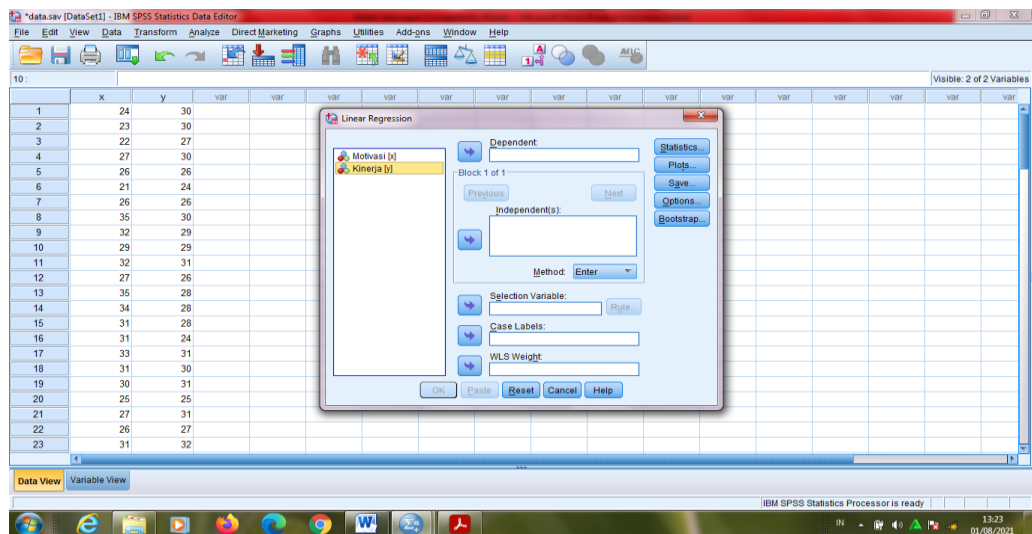 *data.sav [DataSet1] - IBM SPSS Statistics Data Editor
File Edit View Data Transform Analyze Direct Marketing Graphs Utilities Add-ons Window Help
10 :
Visible: 2 of 2 Variables
x y var var var var var var var var var var var var var var
1 24 30
2 23 30
3 22 27
4 27 30
5 26 26
6 21 24
7 26 26
8 35 30
9 32 29
10 29 29
11 32 31
12 27 26
13 35 28
14 34 28
15 31 28
16 31 24
17 33 31
18 31 30
19 30 31
20 25 25
21 27 31
22 26 27
23 31 32
Linear Regression
Motivasi [x]
Kinerja [y]
Dependent:
Block 1 of 1
Previous Next
Independent(s):
Method: Enter
Selection Variable:
Rule...
Case Labels:
WLS Weight:
Statistics...
Plots...
Save...
Options...
Bootstrap...
OK Paste Reset Cancel Help
Data View Variable View
IBM SPSS Statistics Processor is ready
IN
13:23
01/08/2021